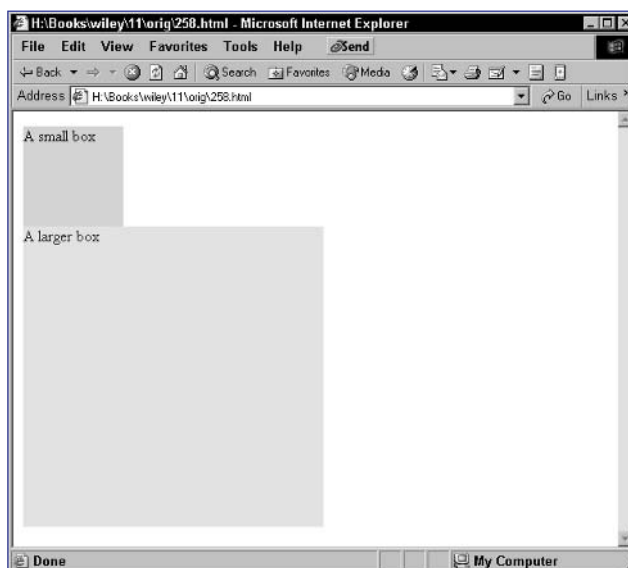 H:\Books\wiley\11\orig\258.html - Microsoft Internet Explorer
File Edit View Favorites Tools Help Send
Back Search Favorites Media
Address H:\Books\wiley\11\orig\258.html Go Links »
A small box
A larger box
Done My Computer